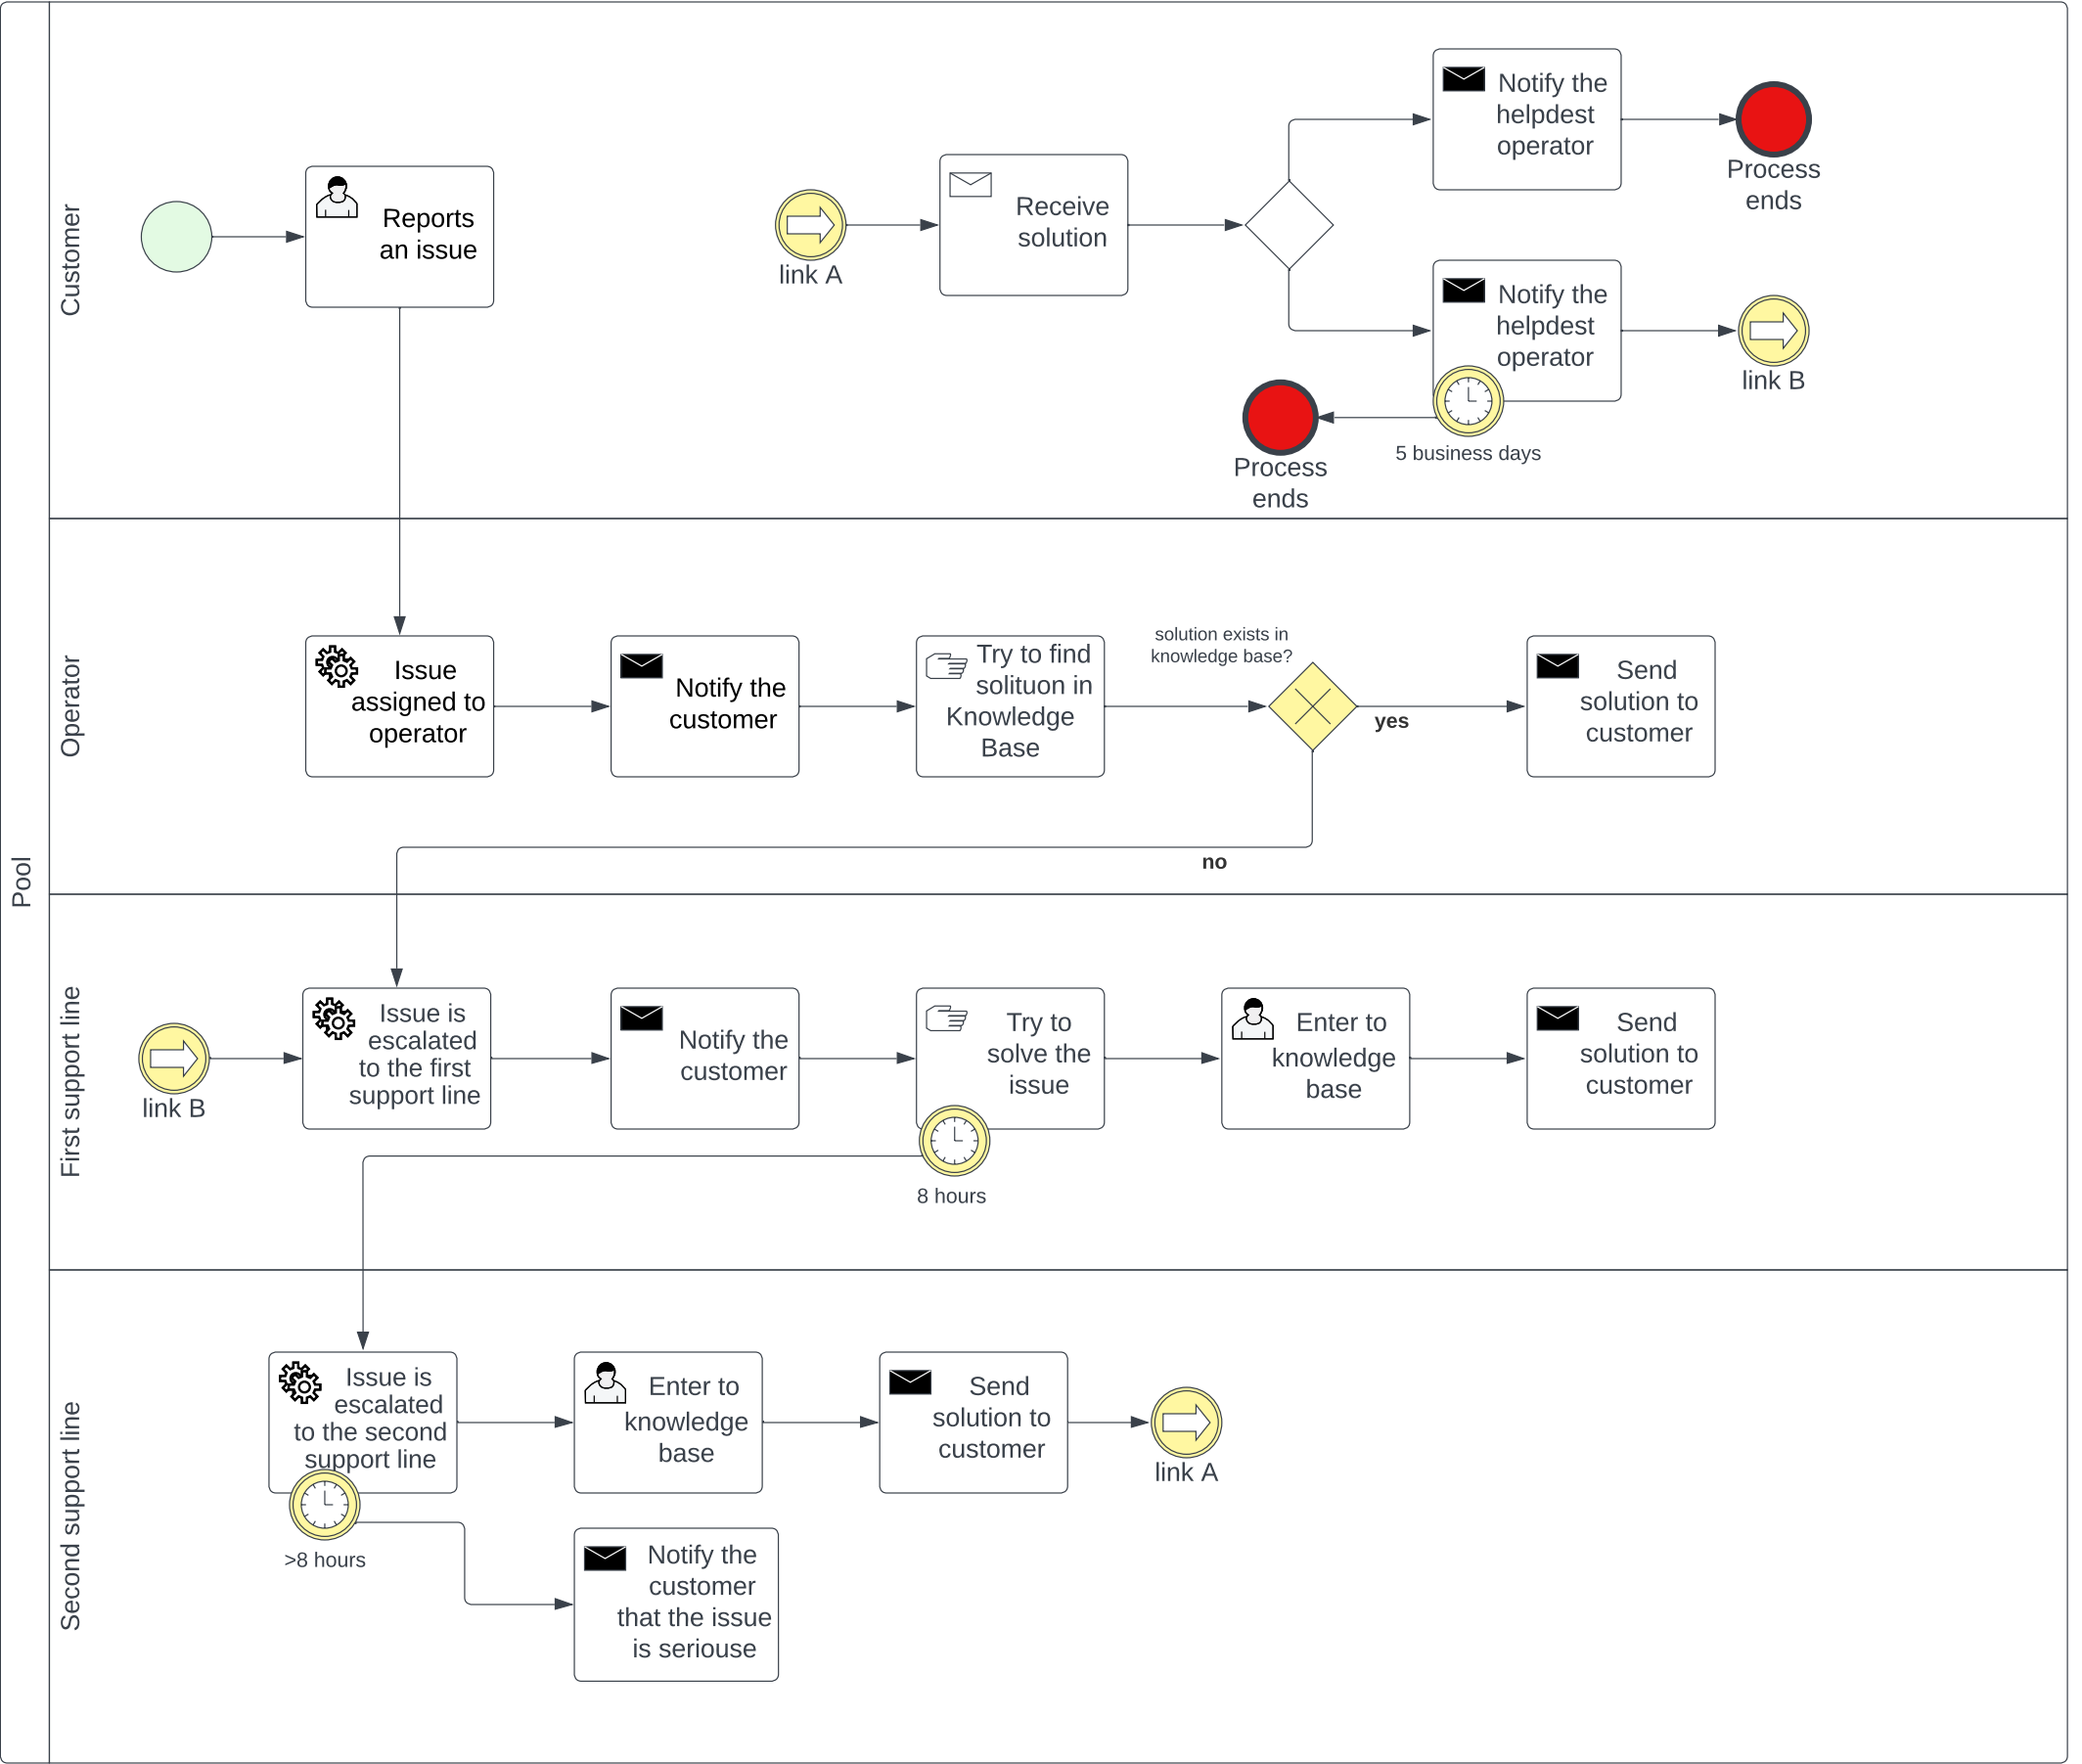 Pool
Customer
Reports
an issue
link A
Receive
solution
Notify the
helpdest
operator
Process
ends
Notify the
helpdest
operator
link B
5 business days
Process
ends
Operator
Issue
assigned to
operator
Notify the
customer
Try to find
solituon in
Knowledge
Base
solution exists in
knowledge base?
yes
no
Send
solution to
customer
First support line
link B
Issue is
escalated
to the first
support line
Notify the
customer
Try to
solve the
issue
8 hours
Enter to
knowledge
base
Send
solution to
customer
Second support line
Issue is
escalated
to the second
support line
>8 hours
Enter to
knowledge
base
Send
solution to
customer
link A
Notify the
customer
that the issue
is seriouse